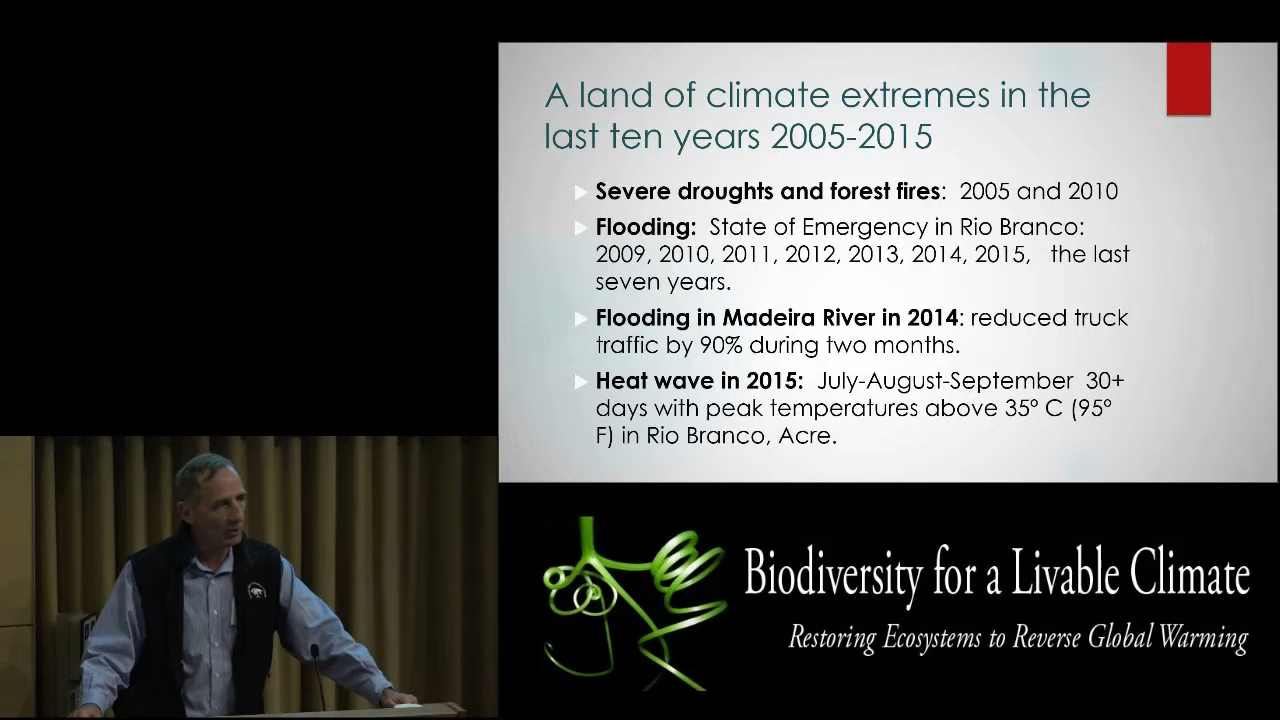 A land of climate extremes in the
last ten years 2005-2015
Severe droughts and forest fires: 2005 and 2010
Flooding: State of Emergency in Rio Branco:
2009, 2010, 2011, 2012, 2013, 2014, 2015, the last
seven years.
Flooding in Madeira River in 2014: reduced truck
traffic by 90% during two months.
Heat wave in 2015: July-August-September 30+
days with peak temperatures above 35º C (95º
F) in Rio Branco, Acre.
Biodiversity for a Livable Climate
Restoring Ecosystems to Reverse Global Warming